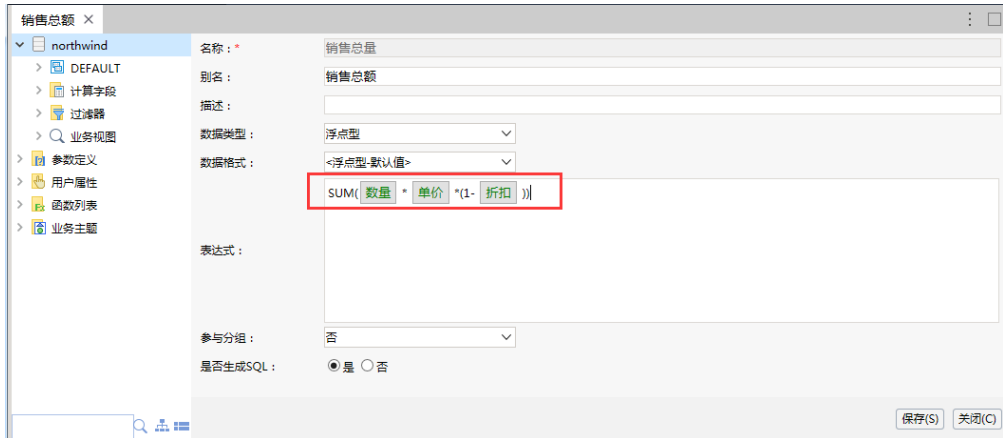 销售总额
northwind
DEFAULT
计算字段
过滤器
业务视图
参数定义
用户属性
函数列表
业务主题
名称：* 销售总量
别名： 销售总额
描述：
数据类型： 浮点型
数据格式： <浮点型-默认值>
SUM( 数量 * 单价 *(1- 折扣 ))
表达式：
参与分组： 否
是否生成SQL： 是 否
保存(S) 关闭(C)